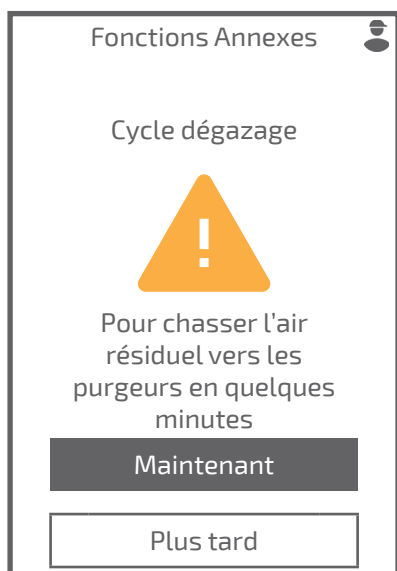 Fonctions Annexes
Cycle dégazage
!
Pour chasser l’air
résiduel vers les
purgeurs en quelques
minutes
Maintenant
Plus tard